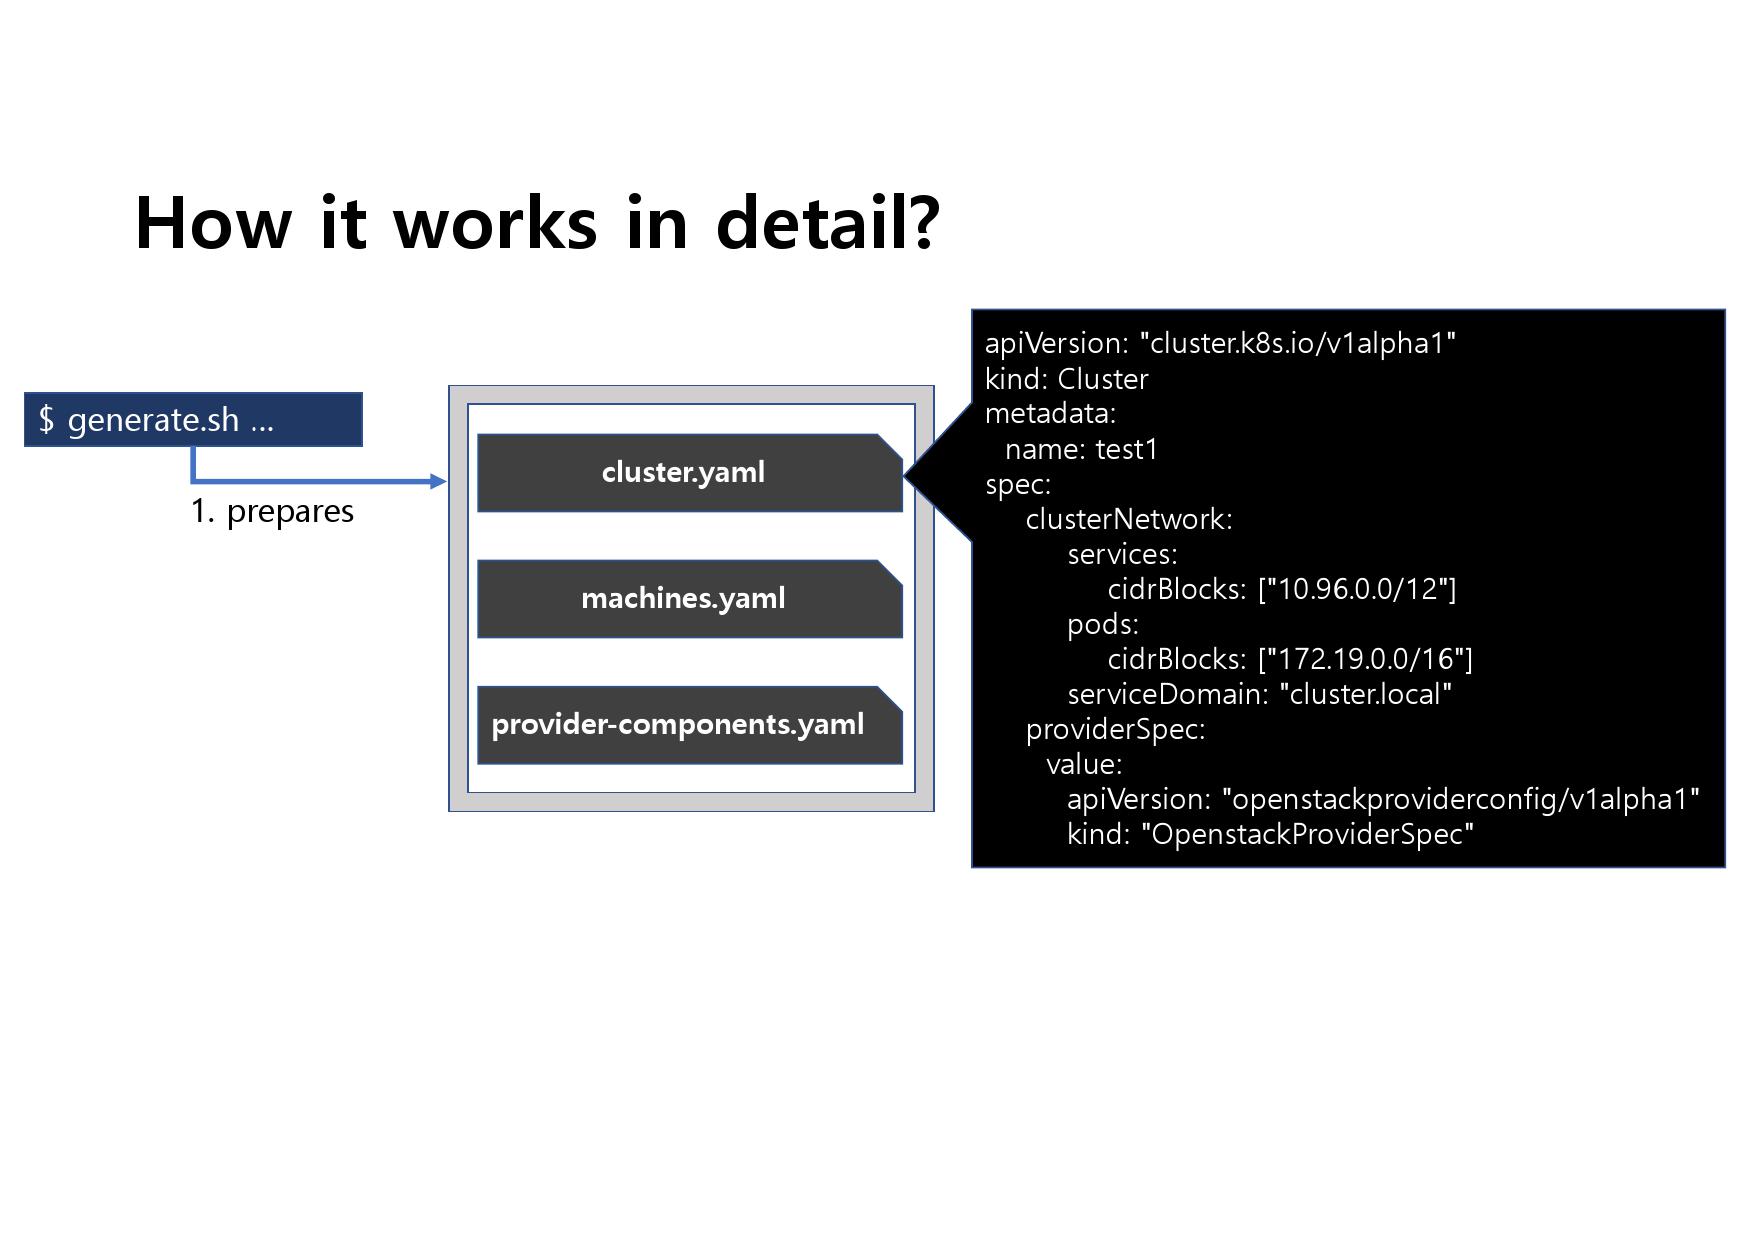 How it works in detail?
$ generate.sh ...
1. prepares
cluster.yaml
machines.yaml
provider-components.yaml
apiVersion: "cluster.k8s.io/v1alpha1"
kind: Cluster
metadata:
  name: test1
spec:
    clusterNetwork:
        services:
            cidrBlocks: ["10.96.0.0/12"]
        pods:
            cidrBlocks: ["172.19.0.0/16"]
        serviceDomain: "cluster.local"
    providerSpec:
      value:
        apiVersion: "openstackproviderconfig/v1alpha1"
        kind: "OpenstackProviderSpec"